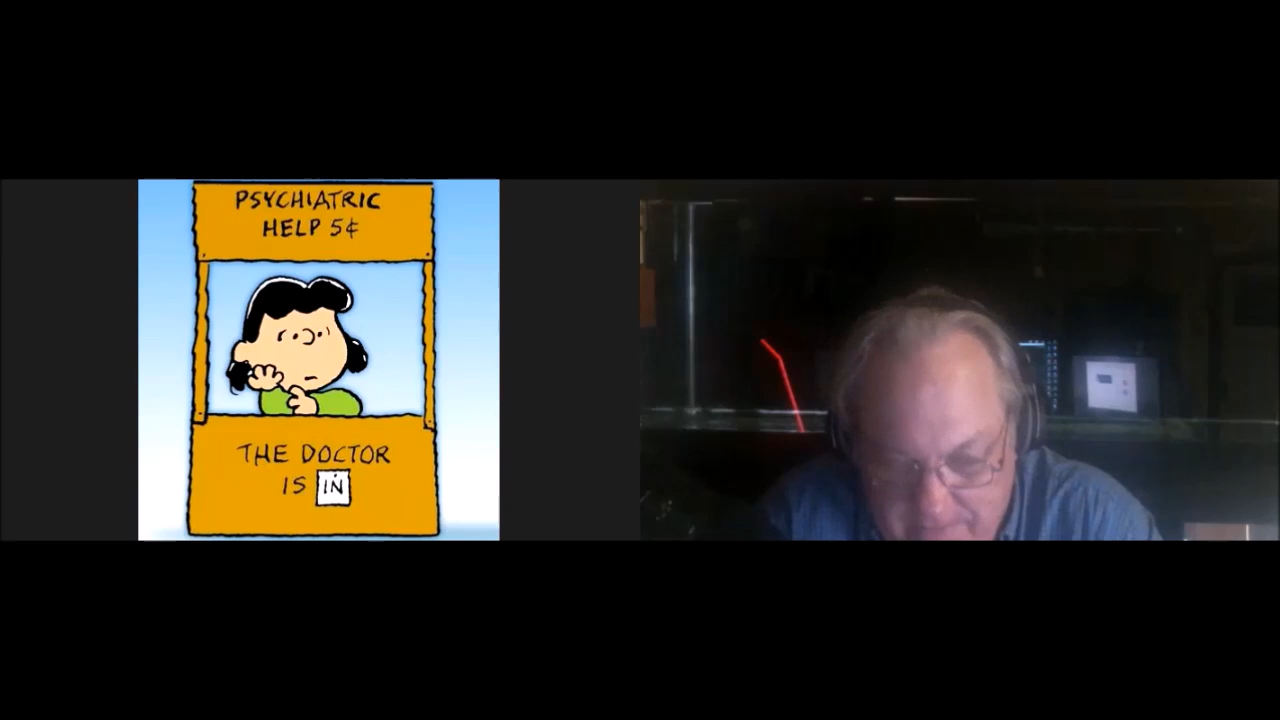 PSYCHIATRIC
HELP 5¢
THE DOCTOR
IS IN